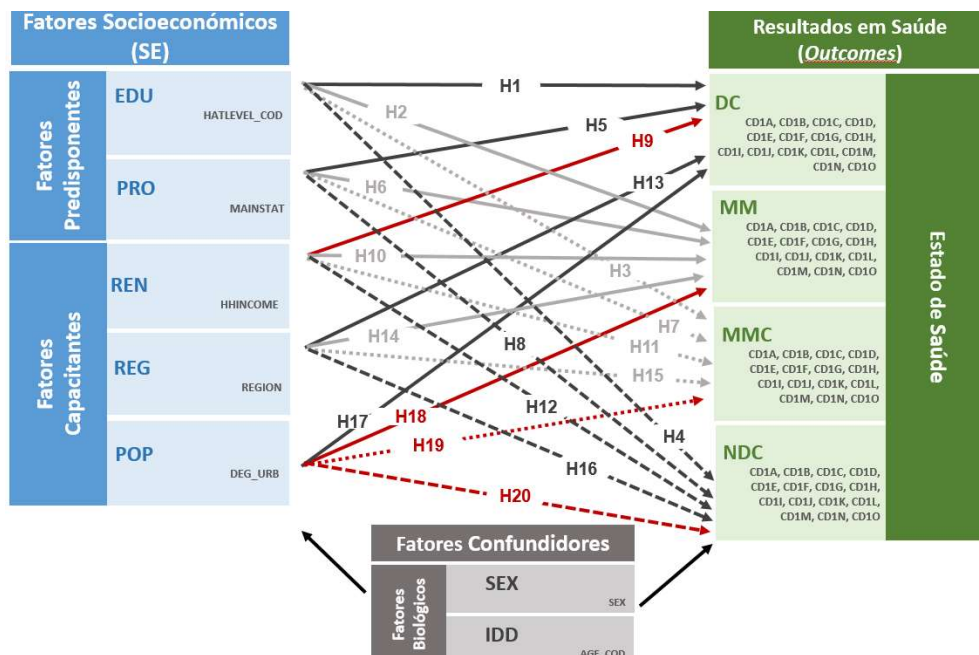 Fatores Socioeconómicos
(SE)
Fatores
Predisponentes
EDU
HATLEVEL_COD
PRO
MAINSTAT
Fatores
Capacitantes
REN
HHINCOME
REG
REGION
POP
DEG_URB
H1
H2
H5
H9
H13
H6
H10
H3
H14
H7
H8
H11
H15
H12
H17
H18
H4
H19
H16
H20
Resultados em Saúde
(Outcomes)
DC
CD1A, CD1B, CD1C, CD1D,
CD1E, CD1F, CD1G, CD1H,
CD1I, CD1J, CD1K, CD1L, CD1M,
CD1N, CD1O
MM
CD1A, CD1B, CD1C, CD1D,
CD1E, CD1F, CD1G, CD1H,
CD1I, CD1J, CD1K, CD1L,
CD1M, CD1N, CD1O
MMC
CD1A, CD1B, CD1C, CD1D,
CD1E, CD1F, CD1G, CD1H,
CD1I, CD1J, CD1K, CD1L,
CD1M, CD1N, CD1O
NDC
CD1A, CD1B, CD1C, CD1D,
CD1E, CD1F, CD1G, CD1H,
CD1I, CD1J, CD1K, CD1L,
CD1M, CD1N, CD1O
Estado de Saúde
Fatores Confundidores
Fatores
Biológicos
SEX
SEX
IDD
AGE_COD